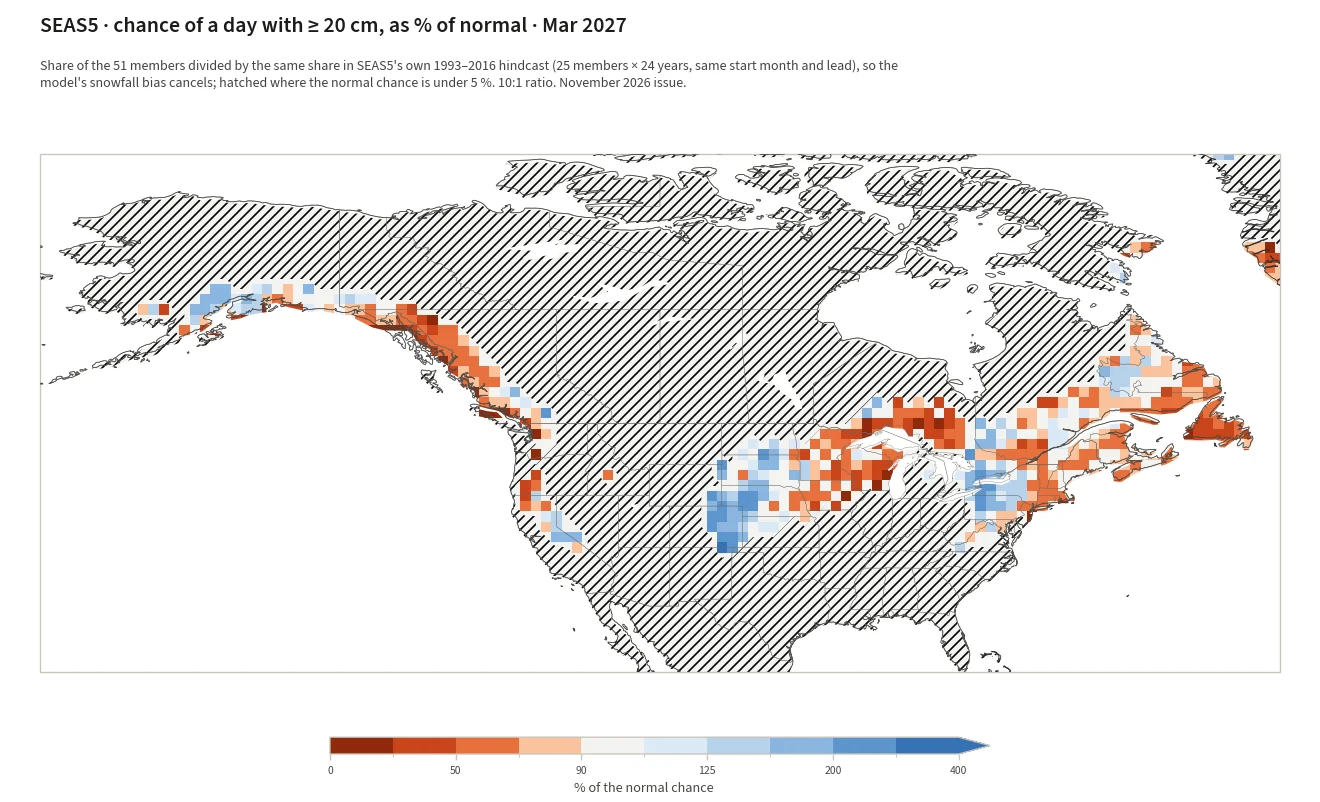 SEAS5 · chance of a day with ≥ 20 cm, as % of normal · Mar 2027
Share of the 51 members divided by the same share in SEAS5's own 1993–2016 hindcast (25 members × 24 years, same start month and lead), so the
model's snowfall bias cancels; hatched where the normal chance is under 5 %. 10:1 ratio. November 2026 issue.
0 50 90 125 200 400
% of the normal chance